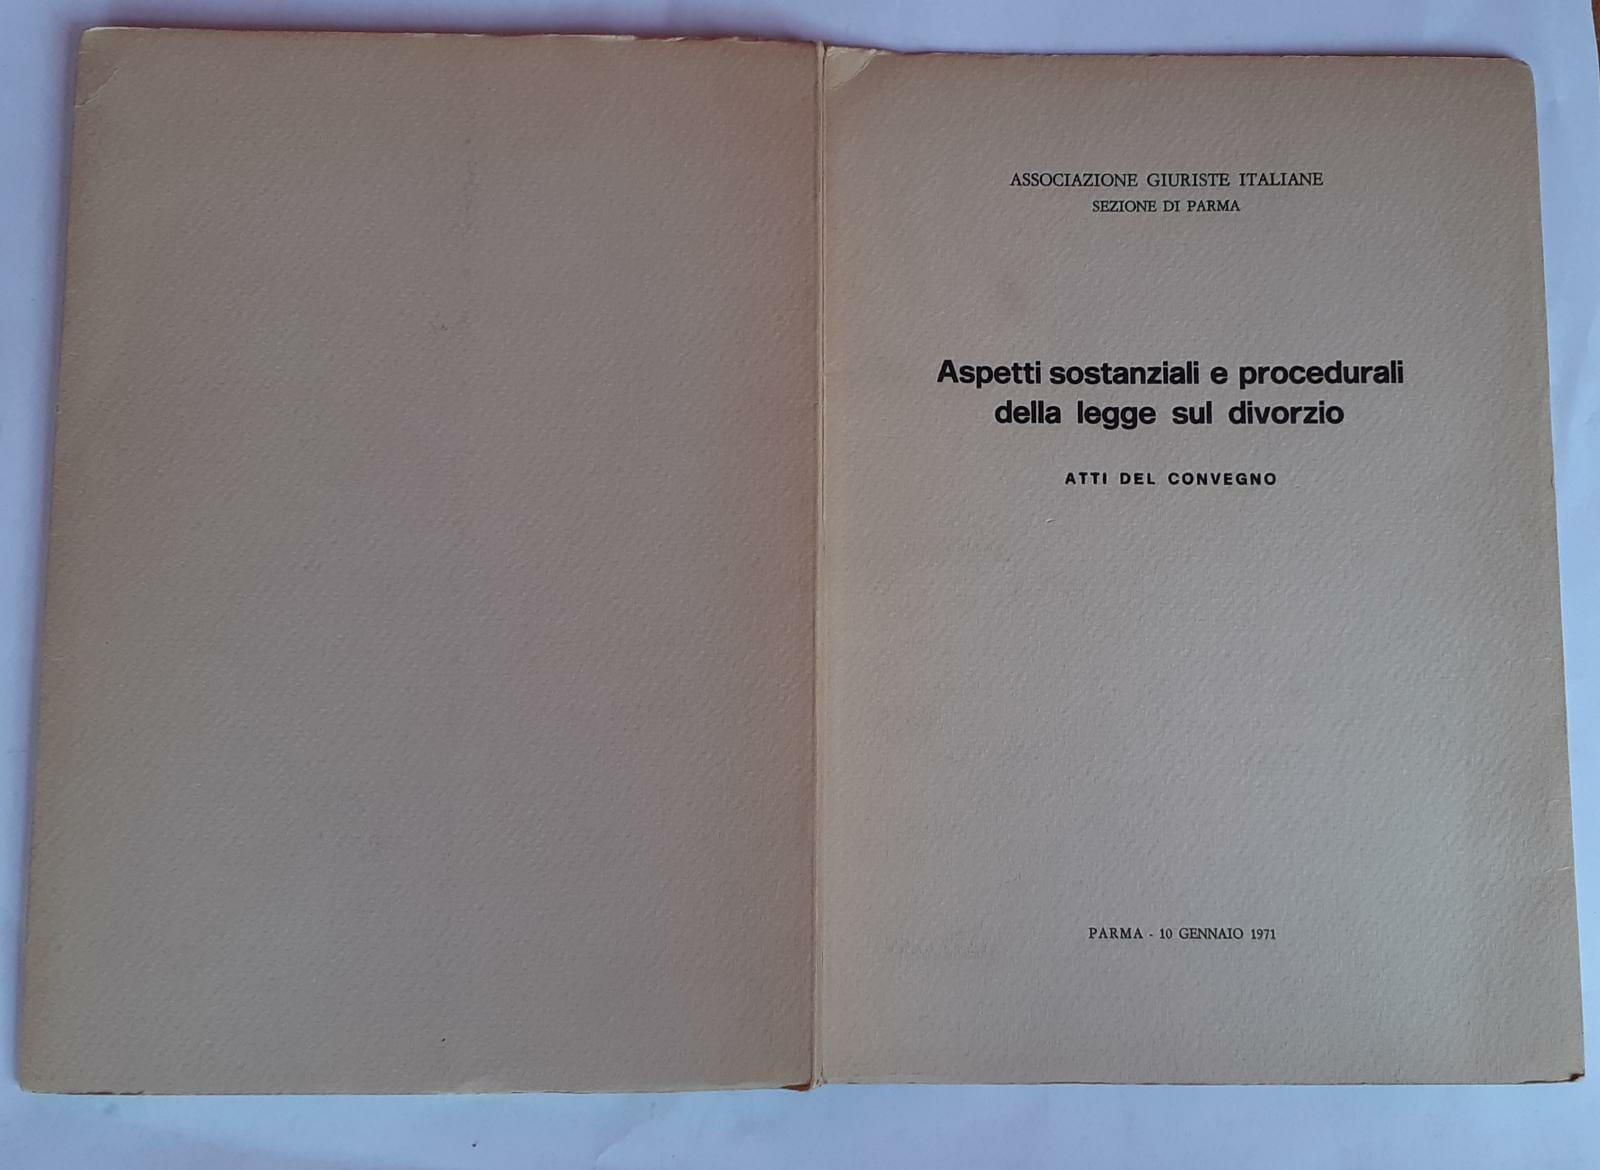 ASSOCIAZIONE GIURISTE ITALIANE
SEZIONE DI PARMA
Aspetti sostanziali e procedurali
della legge sul divorzio
ATTI DEL CONVEGNO
PARMA - 10 GENNAIO 1971